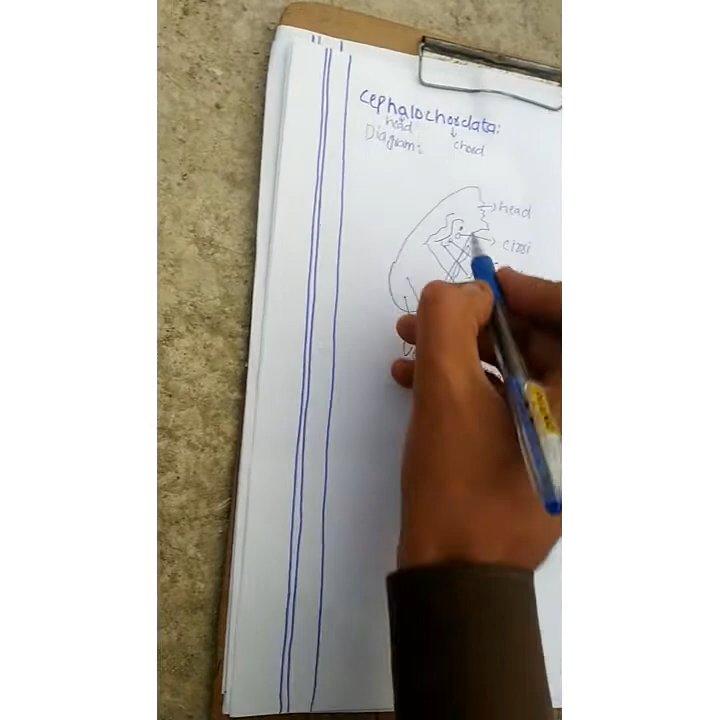 Cephalochordata:
head chord
Diagram:
head
cirri